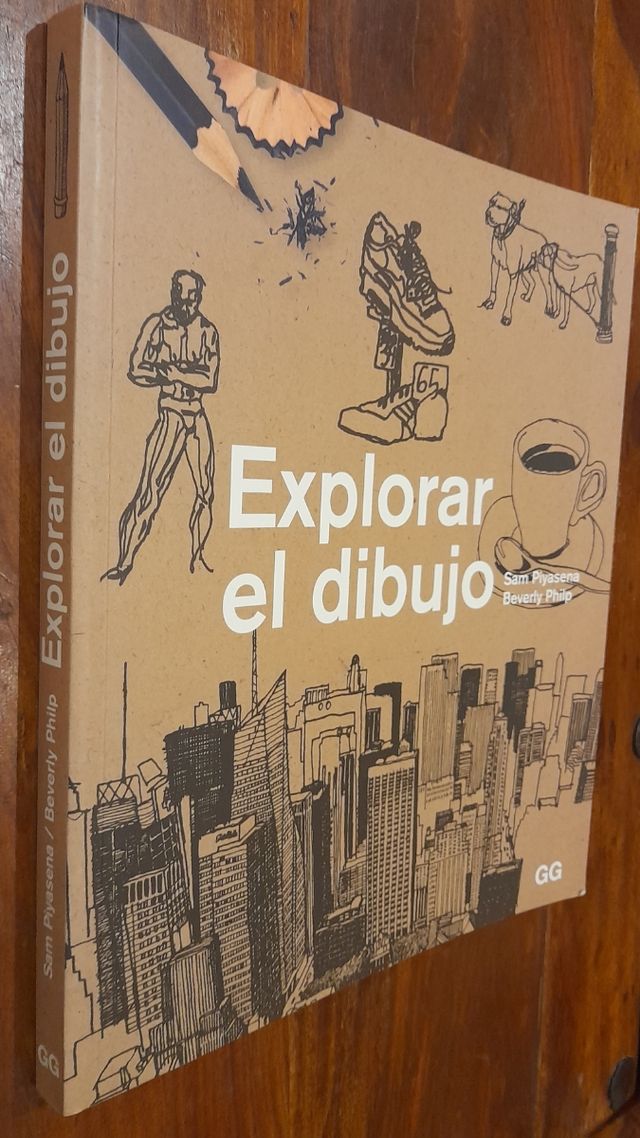 Explorar
el dibujo
Sam Piyasena
Beverly Philp
65
GG
Sam Piyasena / Beverly Philp Explorar el dibujo
GG